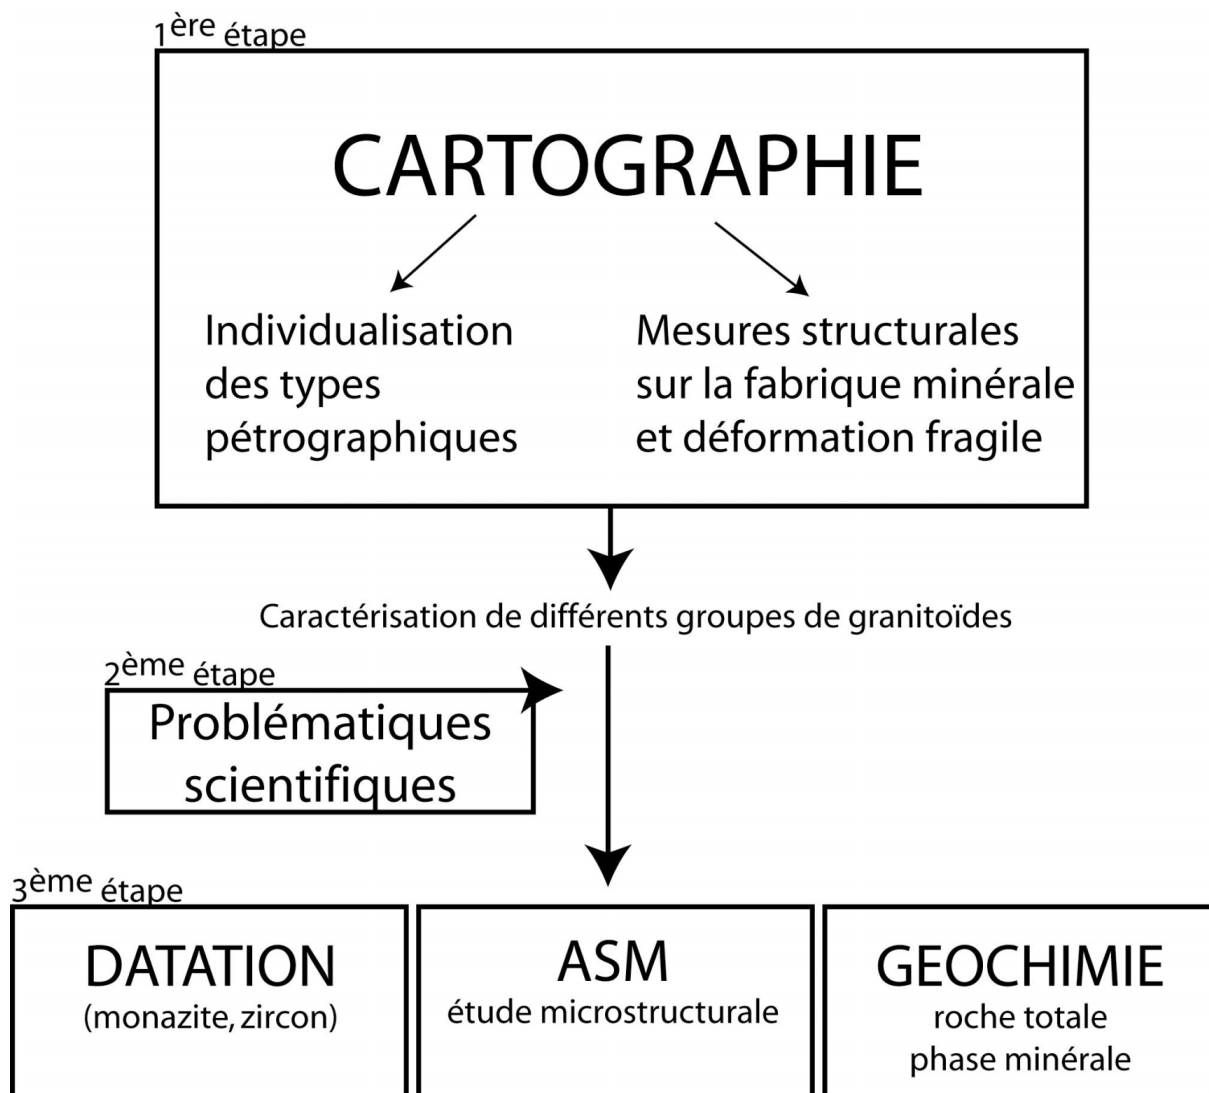 1ère étape
CARTOGRAPHIE
Individualisation
des types
pétrographiques
Mesures structurales
sur la fabrique minérale
et déformation fragile
Caractérisation de différents groupes de granitoïdes
2ème étape
Problématiques
scientifiques
3ème étape
DATATION
(monazite, zircon)
ASM
étude microstructurale
GEOCHIMIE
roche totale
phase minérale